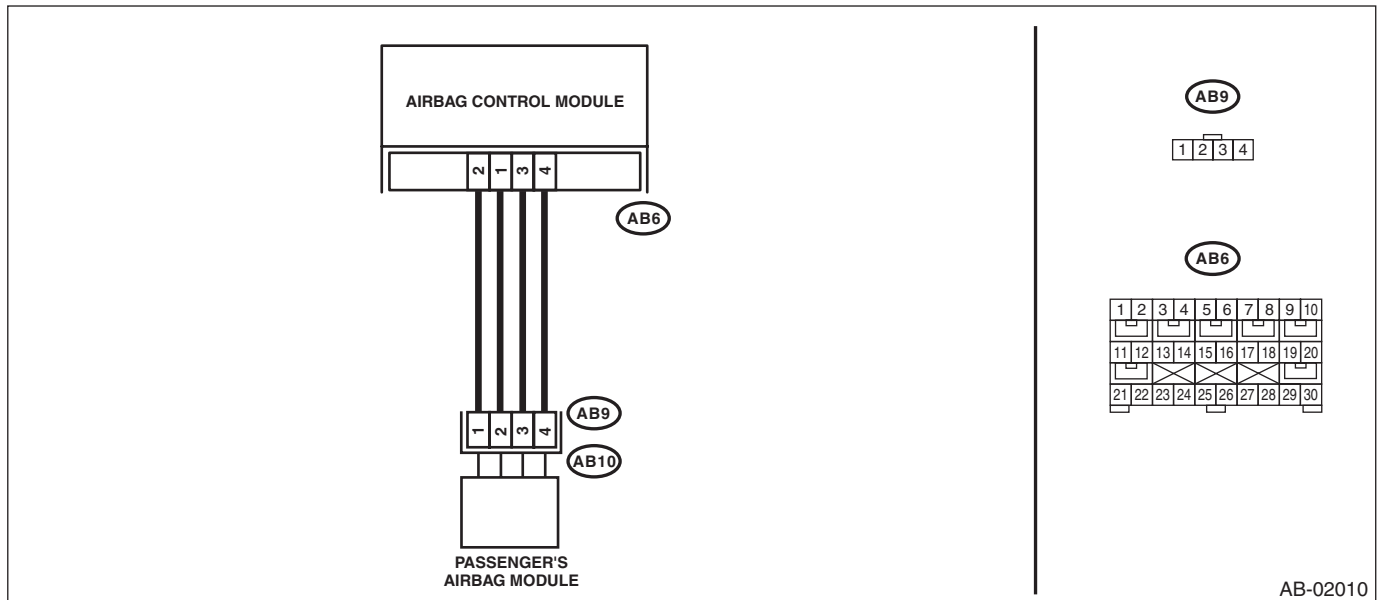 AIRBAG CONTROL MODULE
2 1 3 4
AB6
1 2 3 4
AB9
AB10
PASSENGER'S
AIRBAG MODULE
AB9
1 2 3 4
AB6
1 2 3 4 5 6 7 8 9 10
11 12 13 14 15 16 17 18 19 20
21 22 23 24 25 26 27 28 29 30
AB-02010